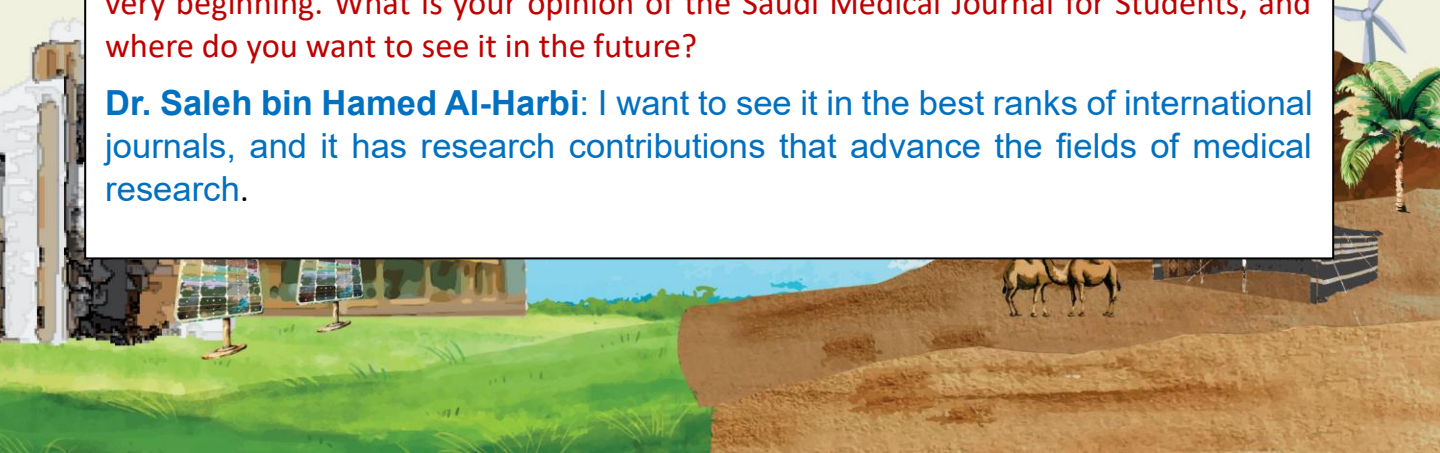 very beginning. What is your opinion of the Saudi Medical Journal for Students, and
where do you want to see it in the future?
Dr. Saleh bin Hamed Al-Harbi: I want to see it in the best ranks of international
journals, and it has research contributions that advance the fields of medical
research.